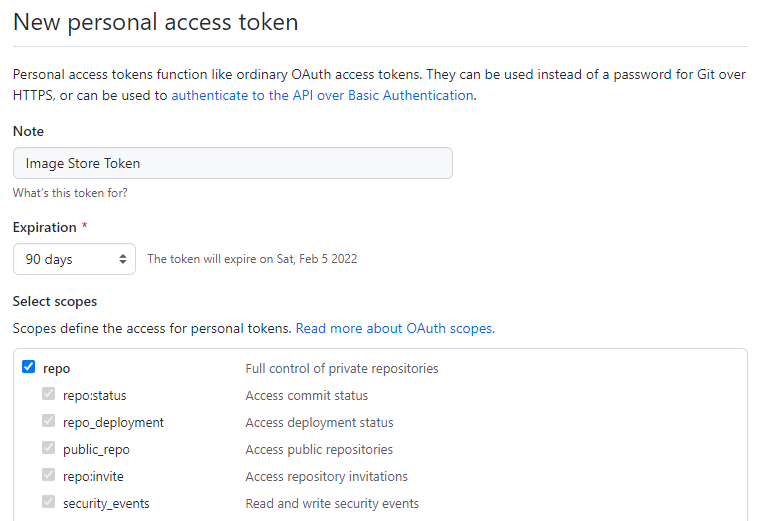 New personal access token
Personal access tokens function like ordinary OAuth access tokens. They can be used instead of a password for Git over
HTTPS, or can be used to authenticate to the API over Basic Authentication.
Note
Image Store Token
What's this token for?
Expiration *
90 days The token will expire on Sat, Feb 5 2022
Select scopes
Scopes define the access for personal tokens. Read more about OAuth scopes.
repo Full control of private repositories
repo:status Access commit status
repo_deployment Access deployment status
public_repo Access public repositories
repo:invite Access repository invitations
security_events Read and write security events